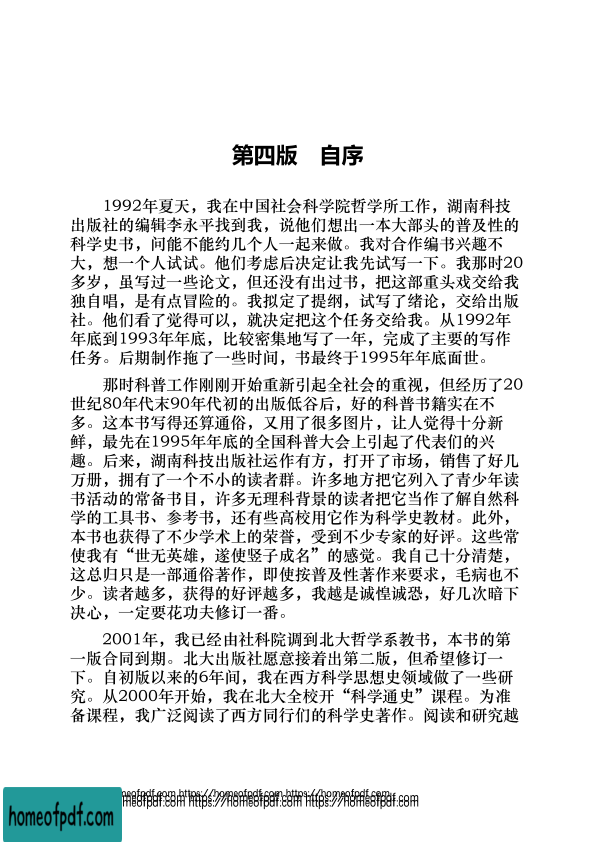 第四版　自序
1992年夏天，我在中国社会科学院哲学所工作，湖南科技
出版社的编辑李永平找到我，说他们想出一本大部头的普及性的
科学史书，问能不能约几个人一起来做。我对合作编书兴趣不
大，想一个人试试。他们考虑后决定让我先试写一下。我那时20
多岁，虽写过一些论文，但还没有出过书，把这部重头戏交给我
独自唱，是有点冒险的。我拟定了提纲，试写了绪论，交给出版
社。他们看了觉得可以，就决定把这个任务交给我。从1992年
年底到1993年年底，比较密集地写了一年，完成了主要的写作
任务。后期制作拖了一些时间，书最终于1995年年底面世。
那时科普工作刚刚开始重新引起全社会的重视，但经历了20
世纪80年代末90年代初的出版低谷后，好的科普书籍实在不
多。这本书写得还算通俗，又用了很多图片，让人觉得十分新
鲜，最先在1995年年底的全国科普大会上引起了代表们的兴
趣。后来，湖南科技出版社运作有方，打开了市场，销售了好几
万册，拥有了一个不小的读者群。许多地方把它列入了青少年读
书活动的常备书目，许多无理科背景的读者把它当作了解自然科
学的工具书、参考书，还有些高校用它作为科学史教材。此外，
本书也获得了不少学术上的荣誉，受到不少专家的好评。这些常
使我有“世无英雄，遂使竖子成名”的感觉。我自己十分清楚，
这总归只是一部通俗著作，即使按普及性著作来要求，毛病也不
少。读者越多，获得的好评越多，我越是诚惶诚恐，好几次暗下
决心，一定要花功夫修订一番。
2001年，我已经由社科院调到北大哲学系教书，本书的第
一版合同到期。北大出版社愿意接着出第二版，但希望修订一
下。自初版以来的6年间，我在西方科学思想史领域做了一些研
究。从2000年开始，我在北大全校开“科学通史”课程。为准
备课程，我广泛阅读了西方同行们的科学史著作。阅读和研究越
homeofpdf.com https://homeofpdf.com https://homeofpdf.com
homeofpdf.com https://homeofpdf.com https://homeofpdf.com
homeofpdf.com